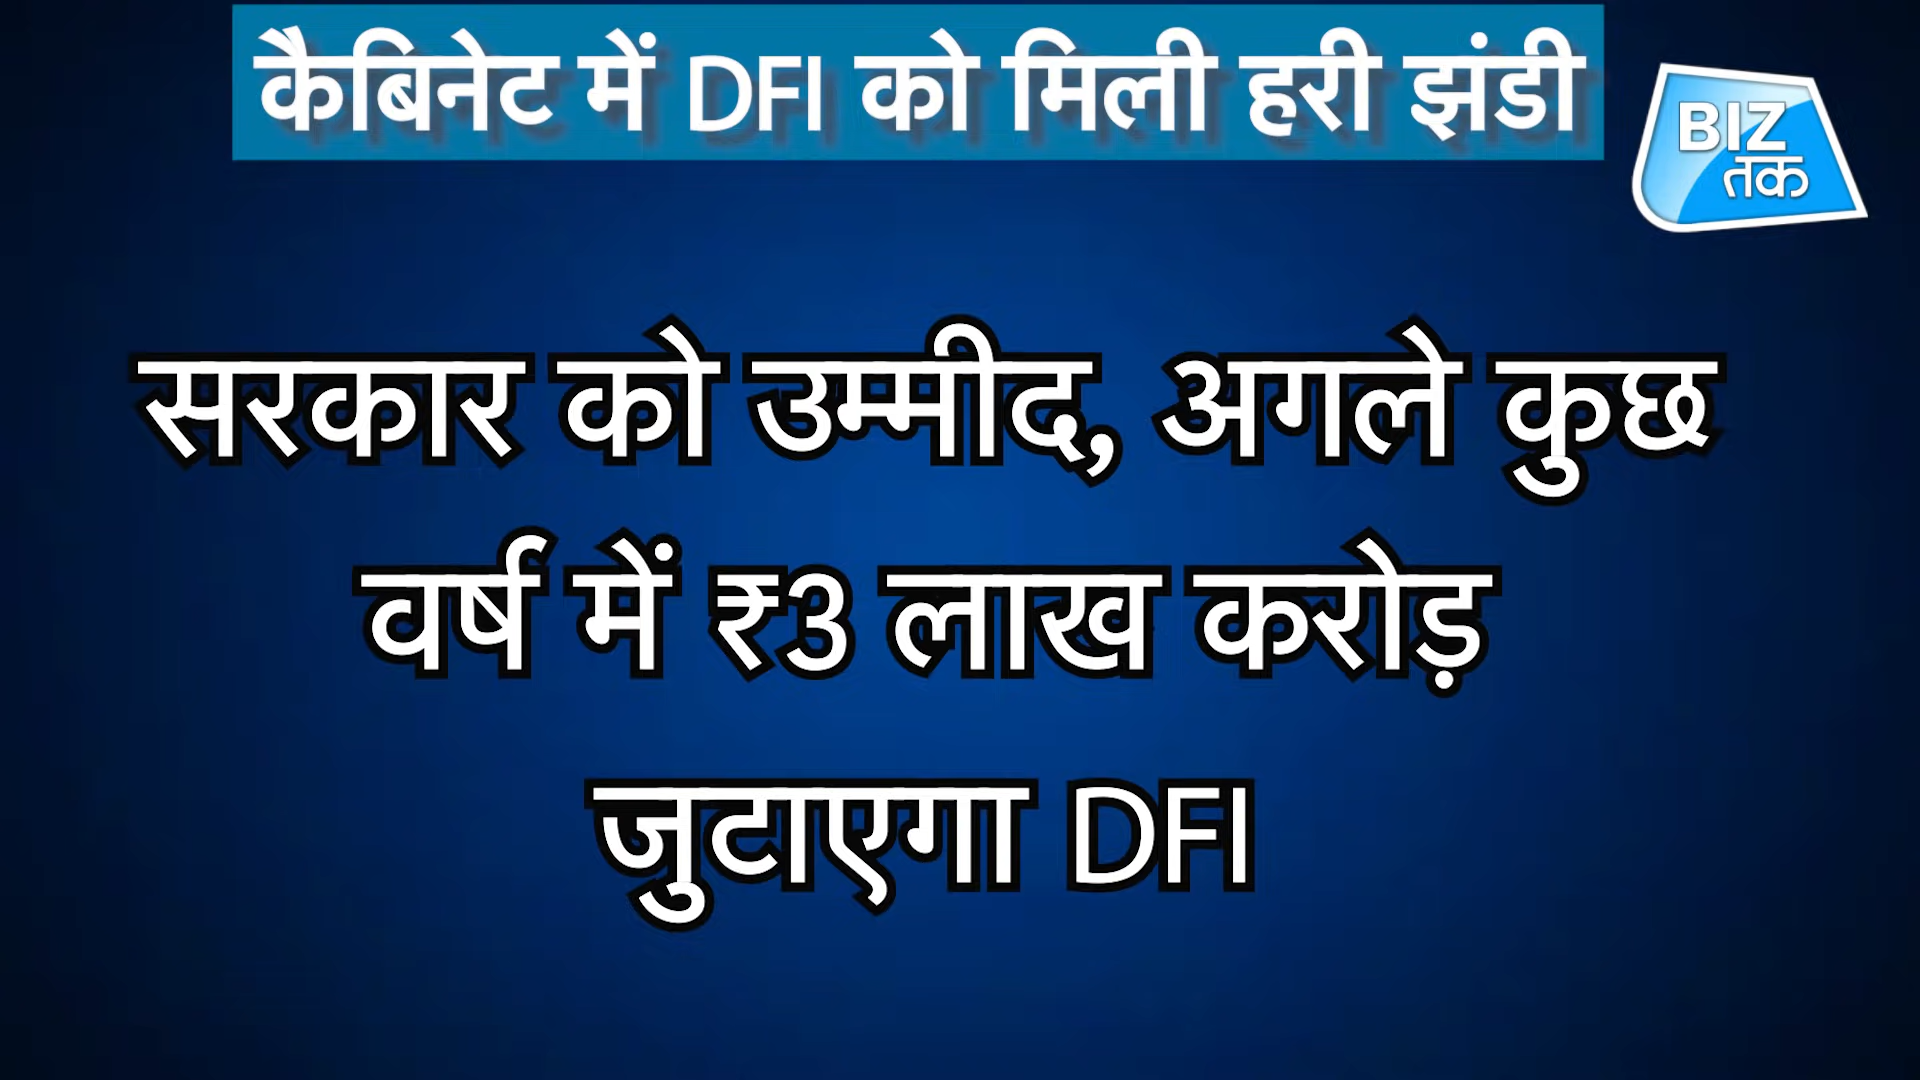 कैबिनेट में DFI को मिली हरी झंडी
BIZ
तक
सरकार को उम्मीद, अगले कुछ
वर्ष में ₹3 लाख करोड़
जुटाएगा DFI